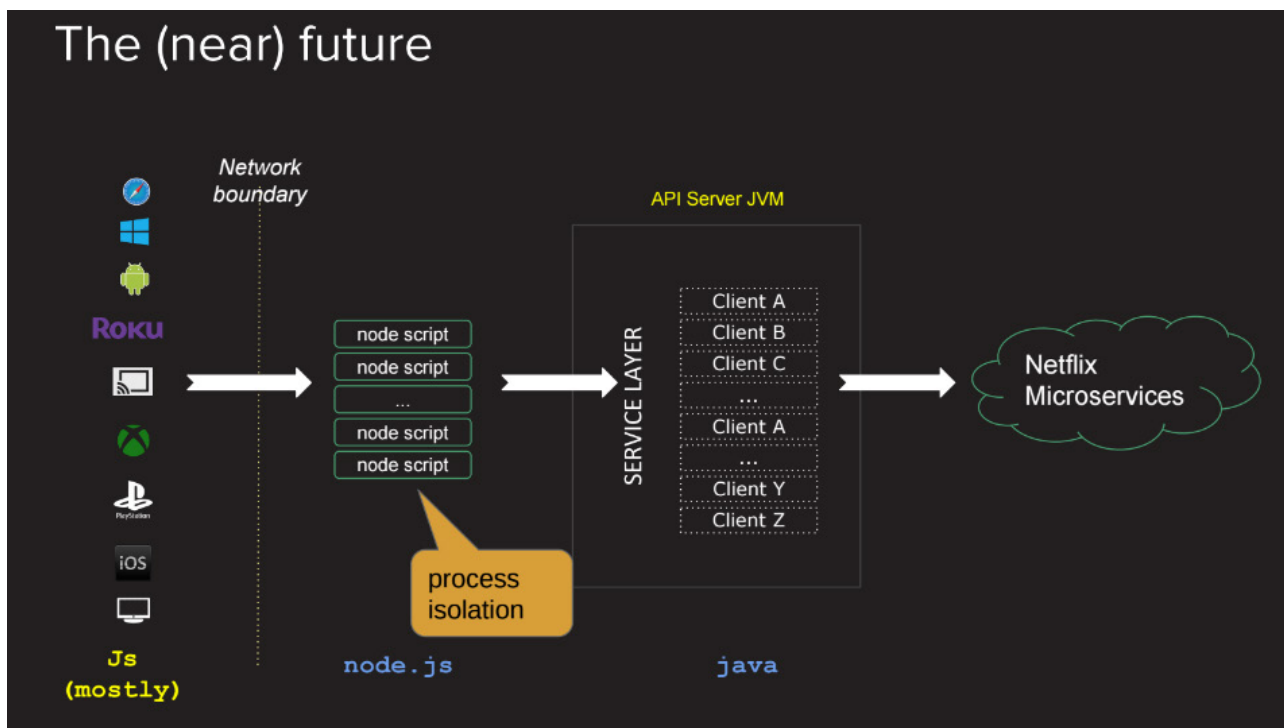 The (near) future
Network
boundary
API Server JVM
ROKU
PlayStation
iOS
Js
(mostly)
node script
node script
...
node script
node script
process
isolation
node.js
SERVICE LAYER
Client A
Client B
Client C
...
Client A
...
Client Y
Client Z
java
Netflix
Microservices